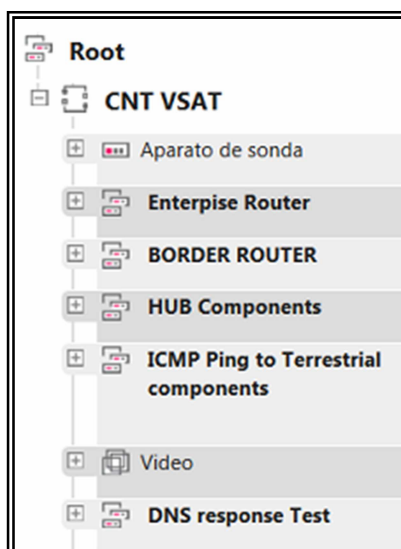 Root
CNT VSAT
Aparato de sonda
Enterpise Router
BORDER ROUTER
HUB Components
ICMP Ping to Terrestrial
components
Video
DNS response Test